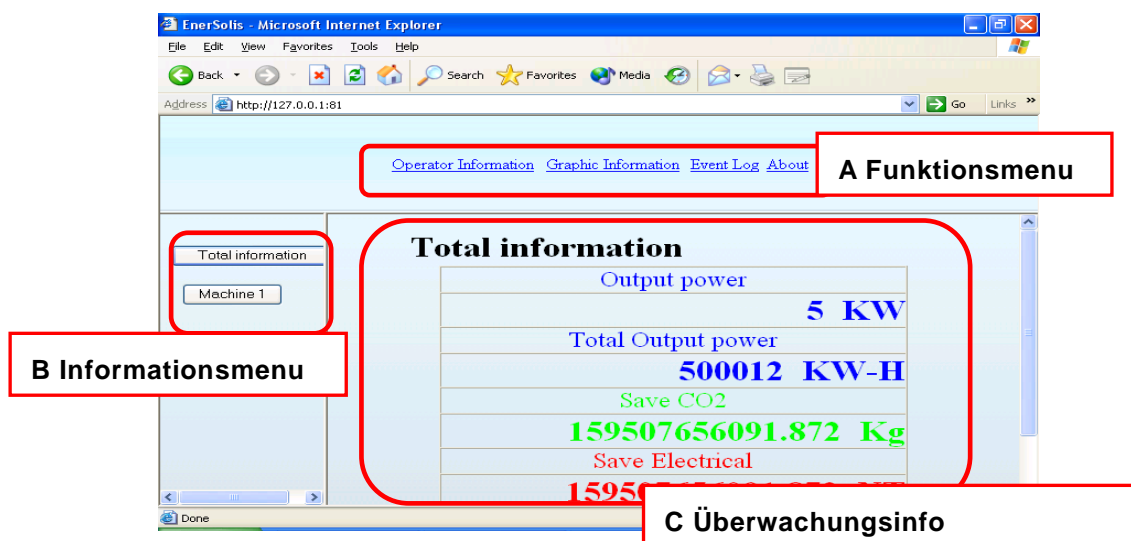 EnerSolis - Microsoft Internet Explorer
File Edit View Favorites Tools Help
Back Search Favorites Media
Address http://127.0.0.1:81 Go Links »
Operator Information Graphic Information Event Log About
A Funktionsmenu
Total information
Machine 1
B Informationsmenu
Total information
Output power
5 KW
Total Output power
500012 KW-H
Save CO2
159507656091.872 Kg
Save Electrical
C Überwachungsinfo
Done